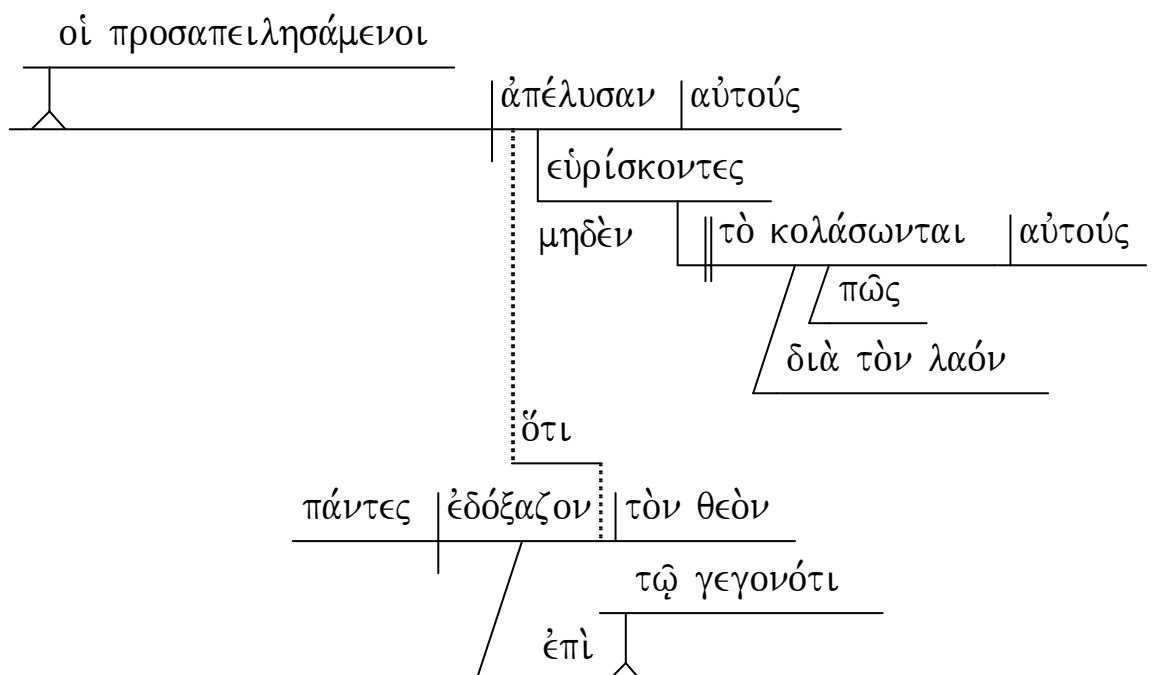 οἱ προσαπειλησάμενοι
ἀπέλυσαν αὐτούς
εὑρίσκοντες
μηδὲν τὸ κολάσωνται αὐτούς
πῶς
διὰ τὸν λαόν
ὅτι
πάντες ἐδόξαζον τὸν θεὸν
τῷ γεγονότι
ἐπὶ